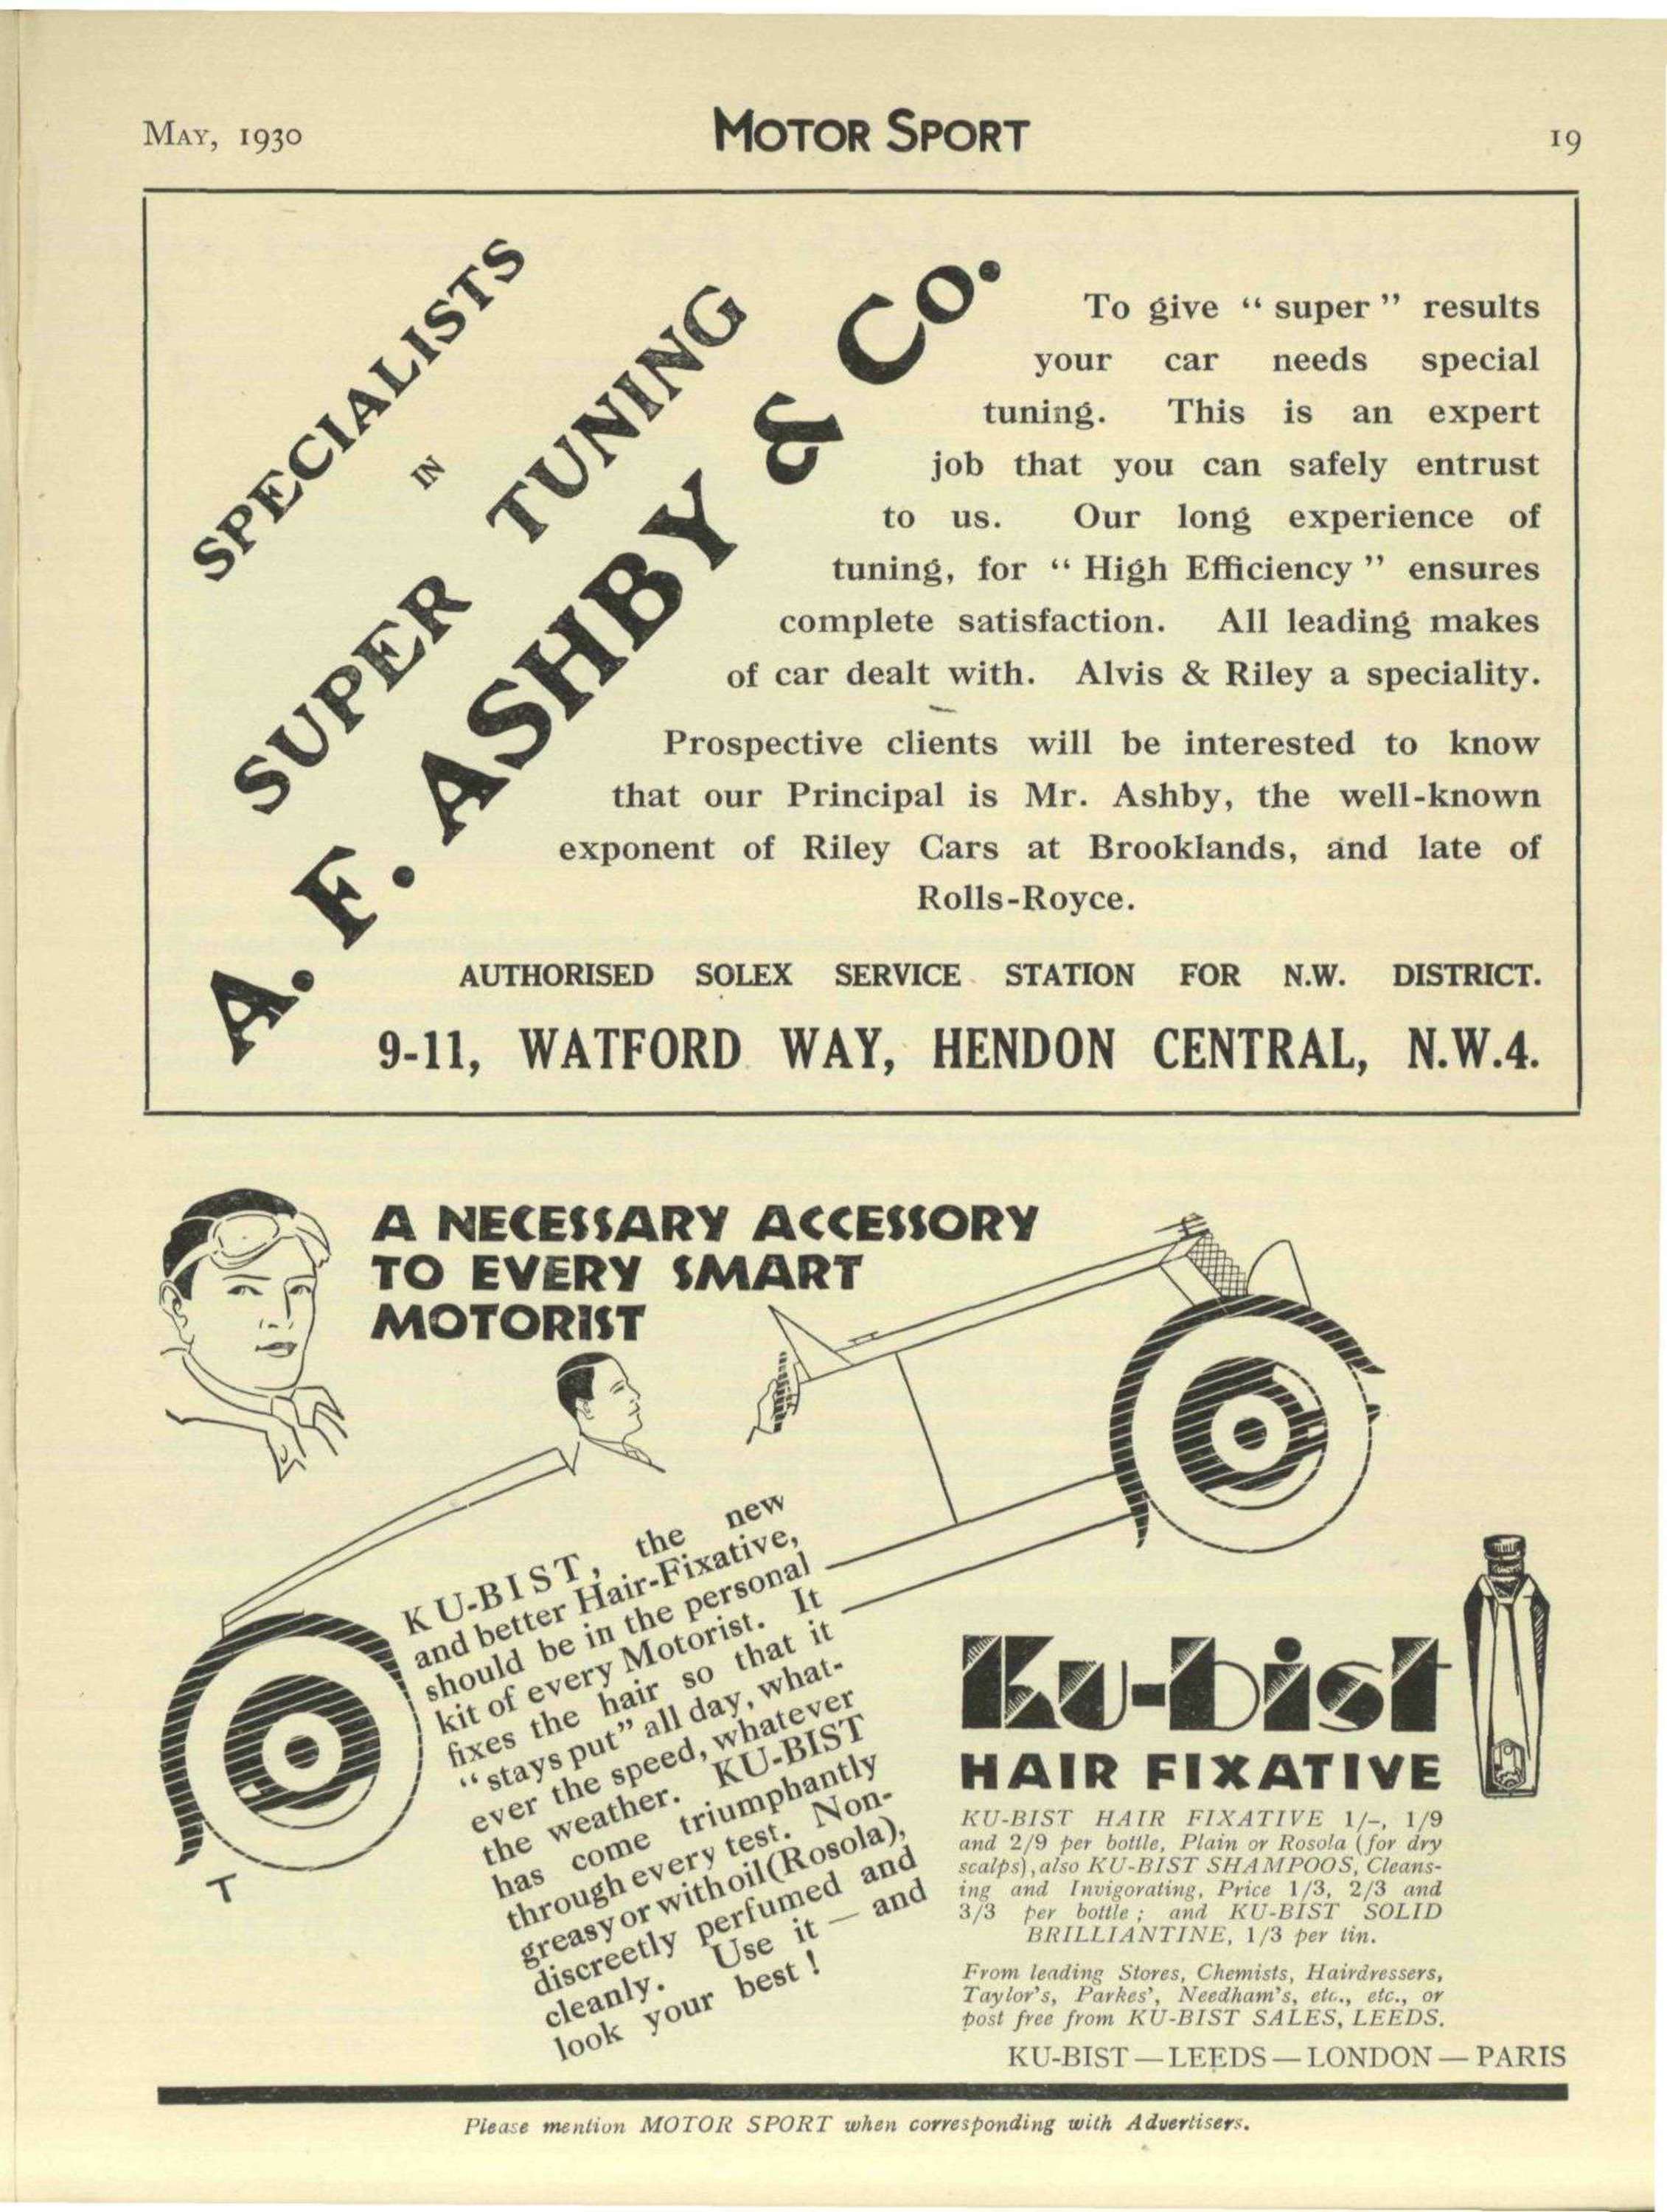 MAY, 1930
MOTOR SPORT
19
SPECIALISTS
IN
SUPER TUNING
A. F. ASHBY & Co.
To give “ super ” results
your car needs special
tuning. This is an expert
job that you can safely entrust
to us. Our long experience of
tuning, for “ High Efficiency ” ensures
complete satisfaction. All leading makes
of car dealt with. Alvis & Riley a speciality.
Prospective clients will be interested to know
that our Principal is Mr. Ashby, the well-known
exponent of Riley Cars at Brooklands, and late of
Rolls-Royce.
AUTHORISED SOLEX SERVICE STATION FOR N.W. DISTRICT.
9-11, WATFORD WAY, HENDON CENTRAL, N.W.4.
A NECESSARY ACCESSORY
TO EVERY SMART
MOTORIST
KU-BIST, the new
and better Hair-Fixative,
should be in the personal
kit of every Motorist. It
fixes the hair so that it
“stays put” all day, what-
ever the speed, whatever
the weather. KU-BIST
has come triumphantly
through every test. Non-
greasy or with oil (Rosola),
discreetly perfumed and
cleanly. Use it — and
look your best !
T
Ku-bist
HAIR FIXATIVE
KU-BIST HAIR FIXATIVE 1/-, 1/9
and 2/9 per bottle, Plain or Rosola (for dry
scalps), also KU-BIST SHAMPOOS, Cleans-
ing and Invigorating, Price 1/3, 2/3 and
3/3 per bottle ; and KU-BIST SOLID
BRILLIANTINE, 1/3 per tin.
From leading Stores, Chemists, Hairdressers,
Taylor's, Parkes', Needham's, etc., etc., or
post free from KU-BIST SALES, LEEDS.
KU-BIST — LEEDS — LONDON — PARIS
Please mention MOTOR SPORT when corresponding with Advertisers.